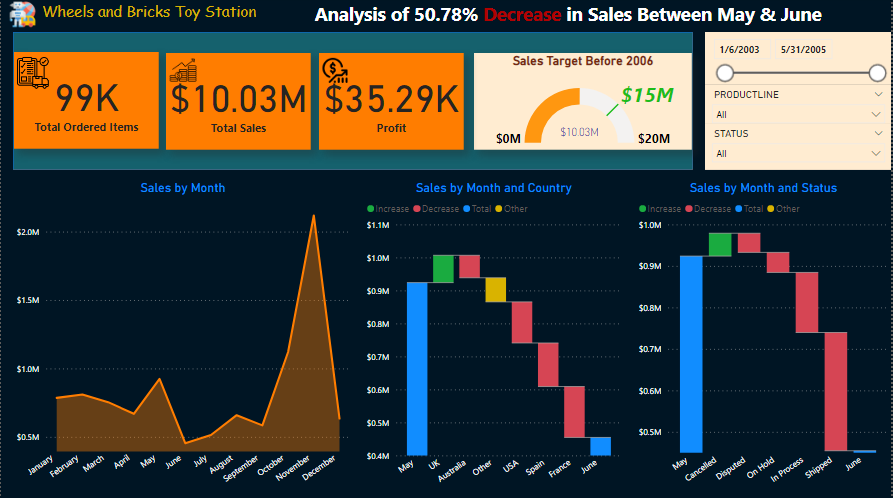 Wheels and Bricks Toy Station
Analysis of 50.78% Decrease in Sales Between May & June
99K
Total Ordered Items
$10.03M
Total Sales
$35.29K
Profit
Sales Target Before 2006
$15M
$0M
$10.03M
$20M
1/6/2003 5/31/2005
PRODUCTLINE
All
STATUS
All
Sales by Month
$2.0M
$1.5M
$1.0M
$0.5M
January
February
March
April
May
June
July
August
September
October
November
December
Sales by Month and Country
Increase Decrease Total Other
$1.1M
$1.0M
$0.9M
$0.8M
$0.7M
$0.6M
$0.5M
$0.4M
May
UK
Australia
Other
USA
Spain
France
June
Sales by Month and Status
Increase Decrease Total Other
$1.0M
$0.9M
$0.8M
$0.7M
$0.6M
$0.5M
May
Cancelled
Disputed
On Hold
In Process
Shipped
June